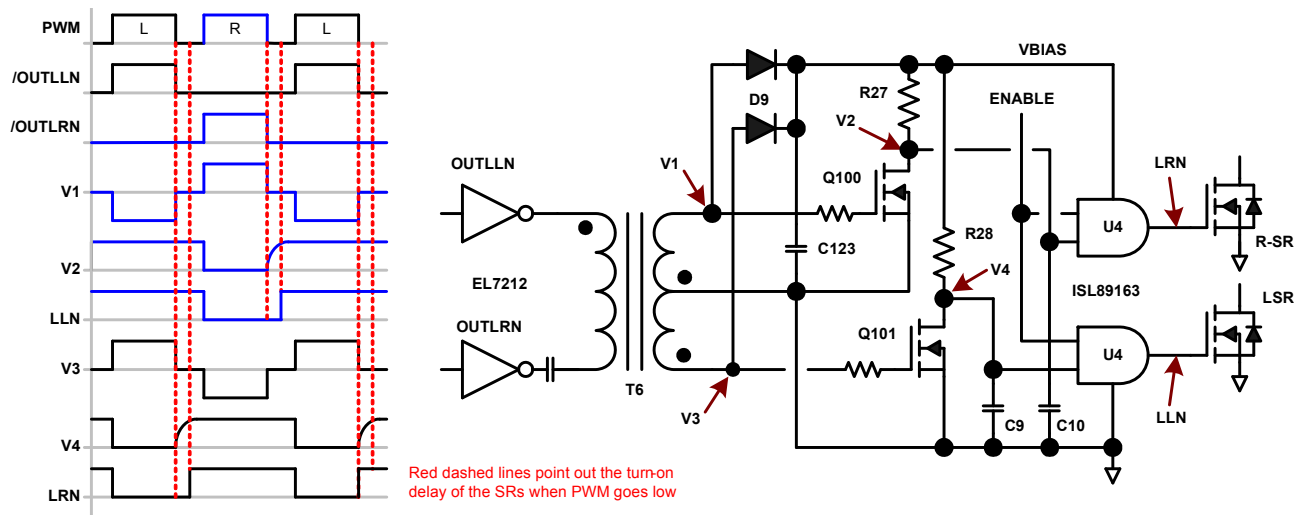 PWM
L
R
L
/OUTLLN
/OUTLRN
V1
V2
LLN
V3
V4
LRN
Red dashed lines point out the turn-on
delay of the SRs when PWM goes low
OUTLLN
EL7212
OUTLRN
T6
V1
V3
D9
C123
R27
V2
Q100
VBIAS
ENABLE
R28
V4
Q101
C9
C10
U4
ISL89163
U4
LRN
R-SR
LSR
LLN